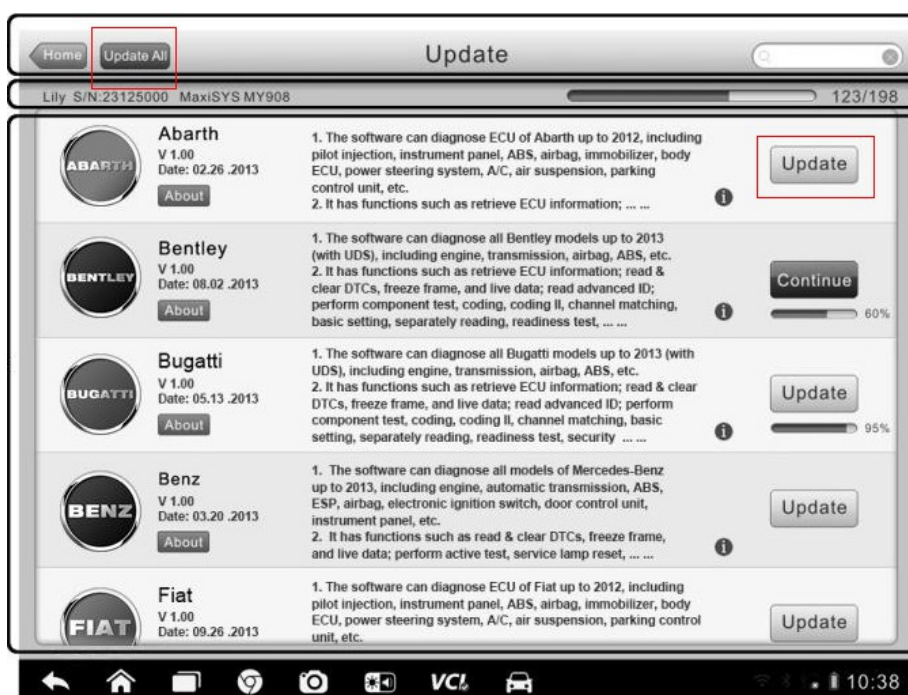 Home
Update All
Update
Lily S/N:23125000 MaxiSYS MY908
123/198
ABARTH
Abarth
V 1.00
Date: 02.26 .2013
About
1. The software can diagnose ECU of Abarth up to 2012, including
pilot injection, instrument panel, ABS, airbag, immobilizer, body
ECU, power steering system, A/C, air suspension, parking
control unit, etc.
2. It has functions such as retrieve ECU information; ... ...
Update
BENTLEY
Bentley
V 1.00
Date: 08.02 .2013
About
1. The software can diagnose all Bentley models up to 2013
(with UDS), including engine, transmission, airbag, ABS, etc.
2. It has functions such as retrieve ECU information; read &
clear DTCs, freeze frame, and live data; read advanced ID;
perform component test, coding, coding II, channel matching,
basic setting, separately reading, readiness test, ... ...
Continue
60%
BUGATTI
Bugatti
V 1.00
Date: 05.13 .2013
About
1. The software can diagnose all Bugatti models up to 2013 (with
UDS), including engine, transmission, airbag, ABS, etc.
2. It has functions such as retrieve ECU information; read & clear
DTCs, freeze frame, and live data; read advanced ID; perform
component test, coding, coding II, channel matching, basic
setting, separately reading, readiness test, security ... ...
Update
95%
BENZ
Benz
V 1.00
Date: 03.20 .2013
About
1. The software can diagnose all models of Mercedes-Benz
up to 2013, including engine, automatic transmission, ABS,
ESP, airbag, electronic ignition switch, door control unit,
instrument panel, etc.
2. It has functions such as read & clear DTCs, freeze frame,
and live data; perform active test, service lamp reset, ... ...
Update
FIAT
Fiat
V 1.00
Date: 09.26 .2013
1. The software can diagnose ECU of Fiat up to 2012, including
pilot injection, instrument panel, ABS, airbag, immobilizer, body
ECU, power steering system, A/C, air suspension, parking control
unit, etc.
Update
VCI
10:38